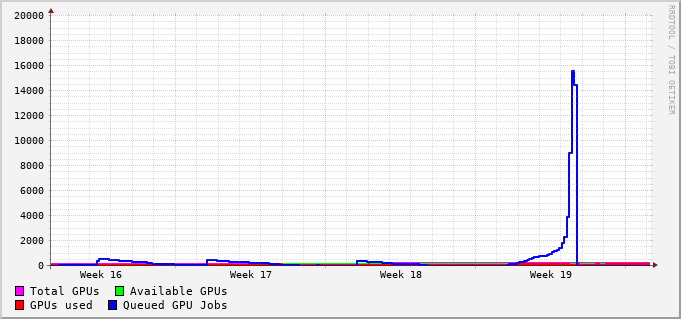 20000
18000
16000
14000
12000
10000
8000
6000
4000
2000
0
Week 16 Week 17 Week 18 Week 19
Total GPUs Available GPUs
GPUs used Queued GPU Jobs
RRDTOOL / TOBI OETIKER